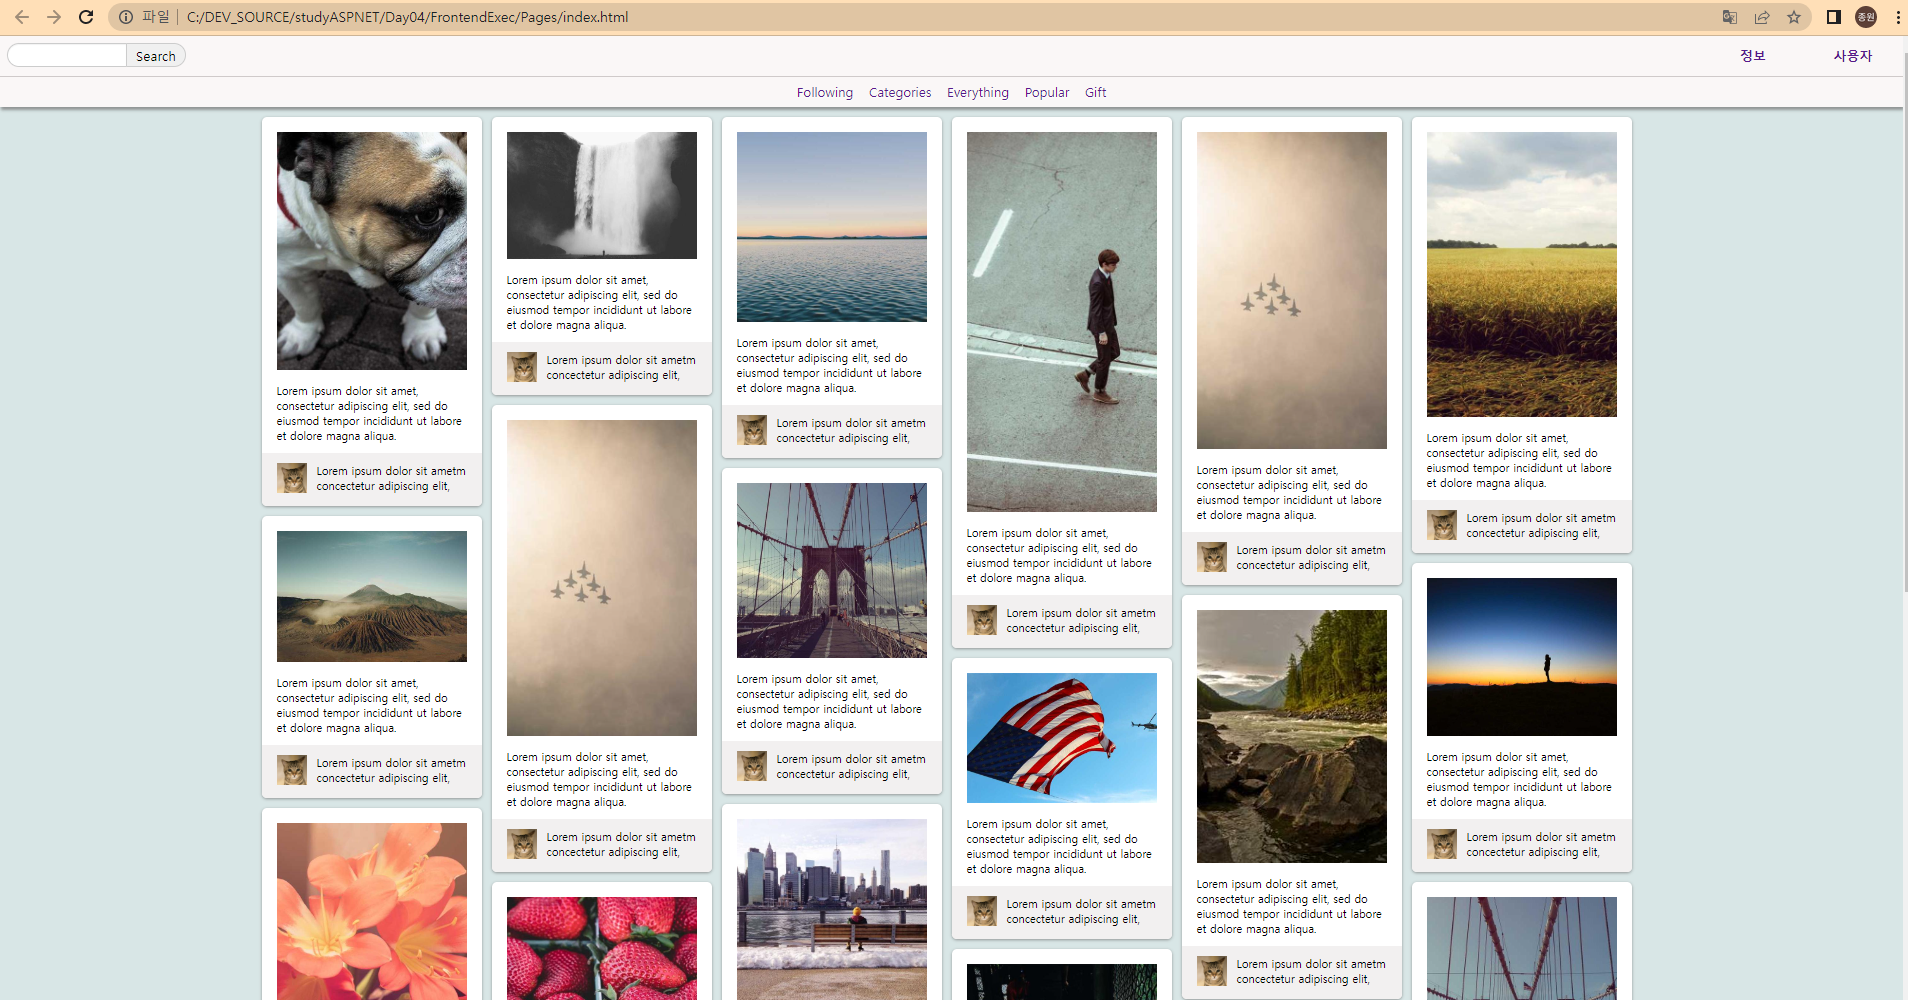 파일 C:/DEV_SOURCE/studyASPNET/Day04/FrontendExec/Pages/index.html
종원
Search
정보
사용자
Following Categories Everything Popular Gift
Lorem ipsum dolor sit amet,
consectetur adipiscing elit, sed do
eiusmod tempor incididunt ut labore
et dolore magna aliqua.
Lorem ipsum dolor sit ametm
concectetur adipiscing elit,
Lorem ipsum dolor sit amet,
consectetur adipiscing elit, sed do
eiusmod tempor incididunt ut labore
et dolore magna aliqua.
Lorem ipsum dolor sit ametm
concectetur adipiscing elit,
Lorem ipsum dolor sit amet,
consectetur adipiscing elit, sed do
eiusmod tempor incididunt ut labore
et dolore magna aliqua.
Lorem ipsum dolor sit ametm
concectetur adipiscing elit,
Lorem ipsum dolor sit amet,
consectetur adipiscing elit, sed do
eiusmod tempor incididunt ut labore
et dolore magna aliqua.
Lorem ipsum dolor sit ametm
concectetur adipiscing elit,
Lorem ipsum dolor sit amet,
consectetur adipiscing elit, sed do
eiusmod tempor incididunt ut labore
et dolore magna aliqua.
Lorem ipsum dolor sit ametm
concectetur adipiscing elit,
Lorem ipsum dolor sit amet,
consectetur adipiscing elit, sed do
eiusmod tempor incididunt ut labore
et dolore magna aliqua.
Lorem ipsum dolor sit ametm
concectetur adipiscing elit,
Lorem ipsum dolor sit amet,
consectetur adipiscing elit, sed do
eiusmod tempor incididunt ut labore
et dolore magna aliqua.
Lorem ipsum dolor sit ametm
concectetur adipiscing elit,
Lorem ipsum dolor sit amet,
consectetur adipiscing elit, sed do
eiusmod tempor incididunt ut labore
et dolore magna aliqua.
Lorem ipsum dolor sit ametm
concectetur adipiscing elit,
Lorem ipsum dolor sit amet,
consectetur adipiscing elit, sed do
eiusmod tempor incididunt ut labore
et dolore magna aliqua.
Lorem ipsum dolor sit ametm
concectetur adipiscing elit,
Lorem ipsum dolor sit amet,
consectetur adipiscing elit, sed do
eiusmod tempor incididunt ut labore
et dolore magna aliqua.
Lorem ipsum dolor sit ametm
concectetur adipiscing elit,
Lorem ipsum dolor sit amet,
consectetur adipiscing elit, sed do
eiusmod tempor incididunt ut labore
et dolore magna aliqua.
Lorem ipsum dolor sit ametm
concectetur adipiscing elit,
Lorem ipsum dolor sit amet,
consectetur adipiscing elit, sed do
eiusmod tempor incididunt ut labore
et dolore magna aliqua.
Lorem ipsum dolor sit ametm
concectetur adipiscing elit,